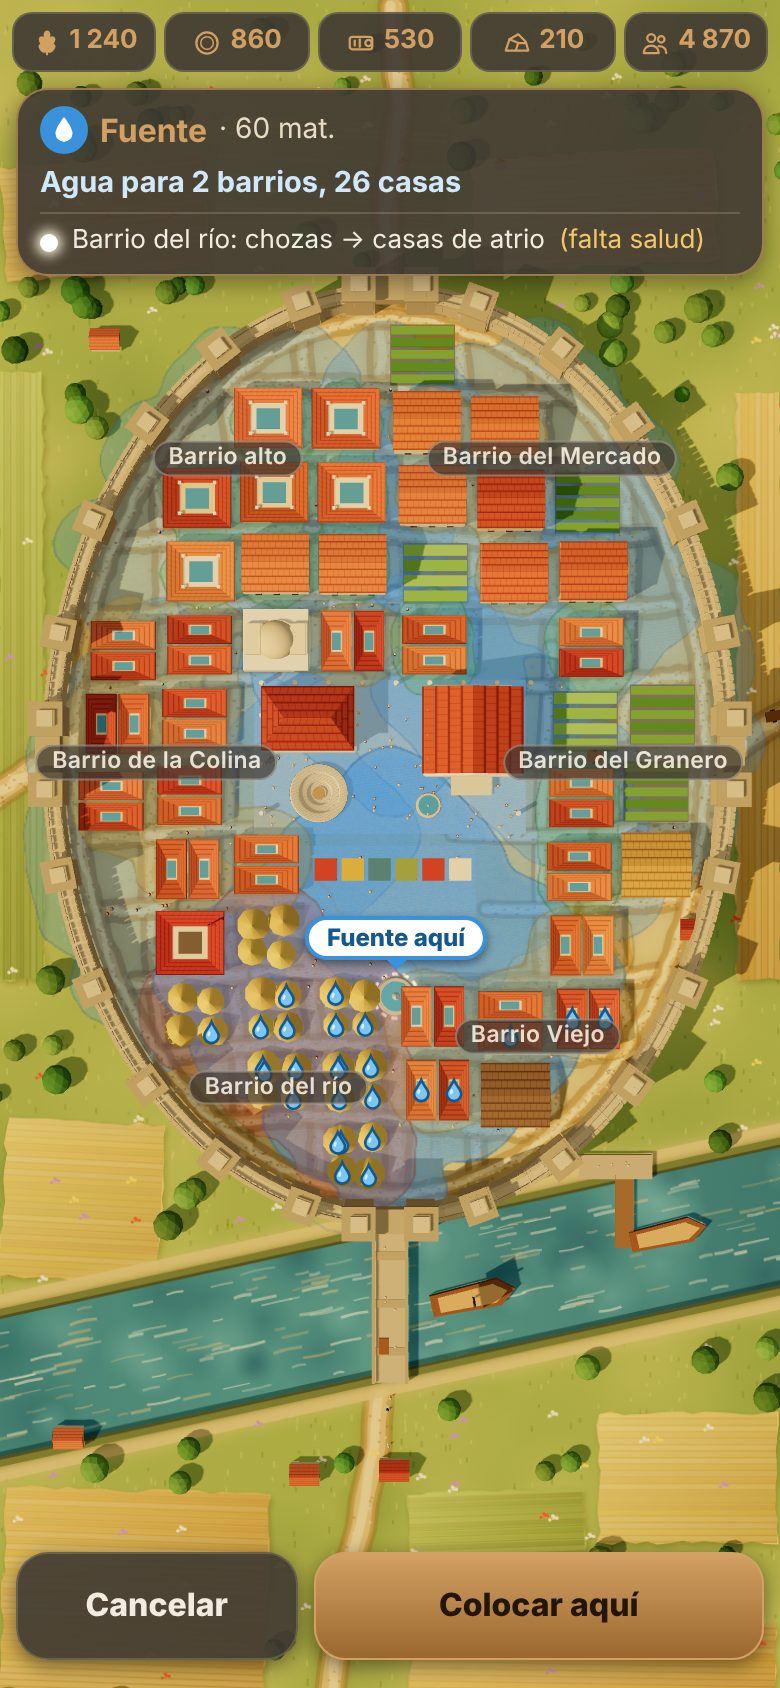 1 240 860 530 210 4 870
Fuente · 60 mat.
Agua para 2 barrios, 26 casas
Barrio del río: chozas → casas de atrio (falta salud)
Barrio alto
Barrio del Mercado
Barrio de la Colina
Barrio del Granero
Fuente aquí
Barrio Viejo
Barrio del río
Cancelar
Colocar aquí